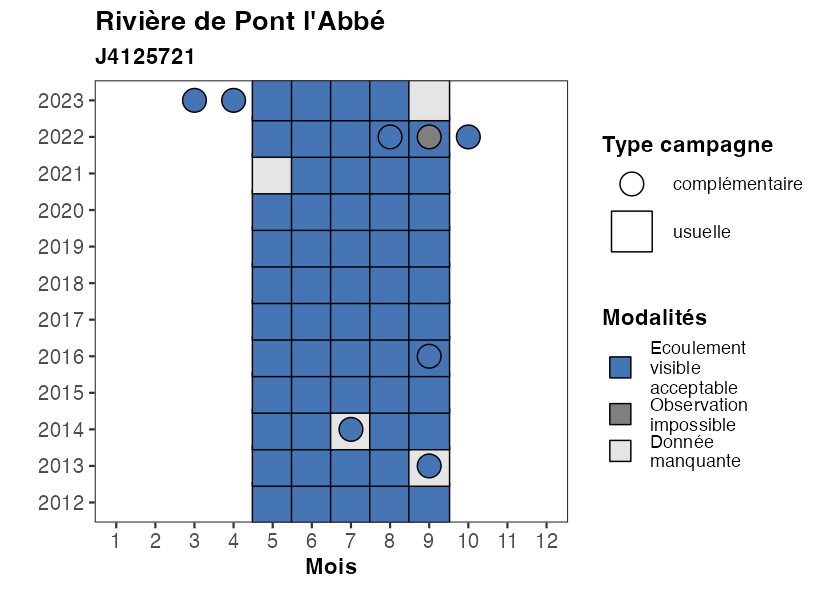 Rivière de Pont l'Abbé
J4125721
2023
2022
2021
2020
2019
2018
2017
2016
2015
2014
2013
2012
1 2 3 4 5 6 7 8 9 10 11 12
Mois
Type campagne
complémentaire
usuelle
Modalités
Ecoulement
visible
acceptable
Observation
impossible
Donnée
manquante